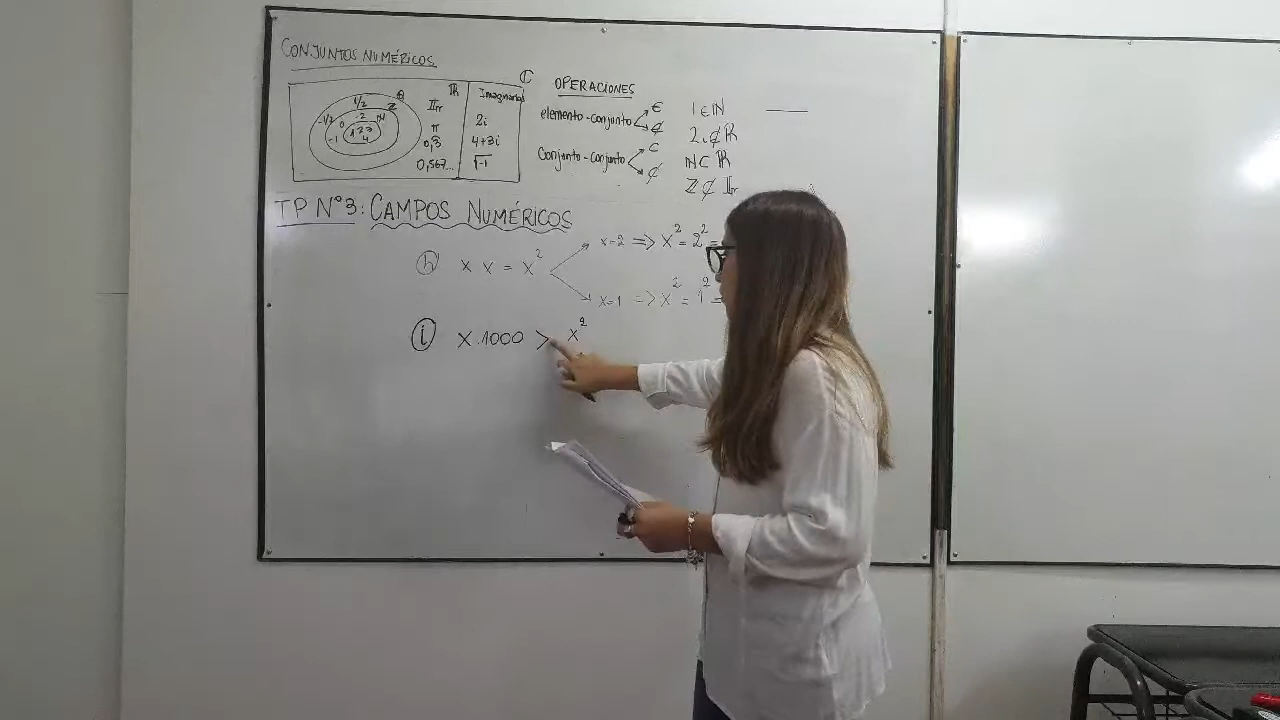 CONJUNTOS NUMÉRICOS
ℂ
ℝ Imaginarios
1/2 ℚ
ℤ
-1/2 -2 ℕ
0 1 2 3
-1 4
𝕀rr
π
0,3
0,567...
2i
4+3i
√-1
OPERACIONES
elemento-conjunto ∈ 1 ∈ ℕ
∉ 2i ∉ ℝ
Conjunto-conjunto ⊂ ℕ ⊂ ℝ
⊄ ℤ ⊄ 𝕀rr
TP N°3: CAMPOS NUMÉRICOS
h) x x = x² x=2 => x² = 2² =
x=1 => x² = 1² =
i) x.1000 > x²